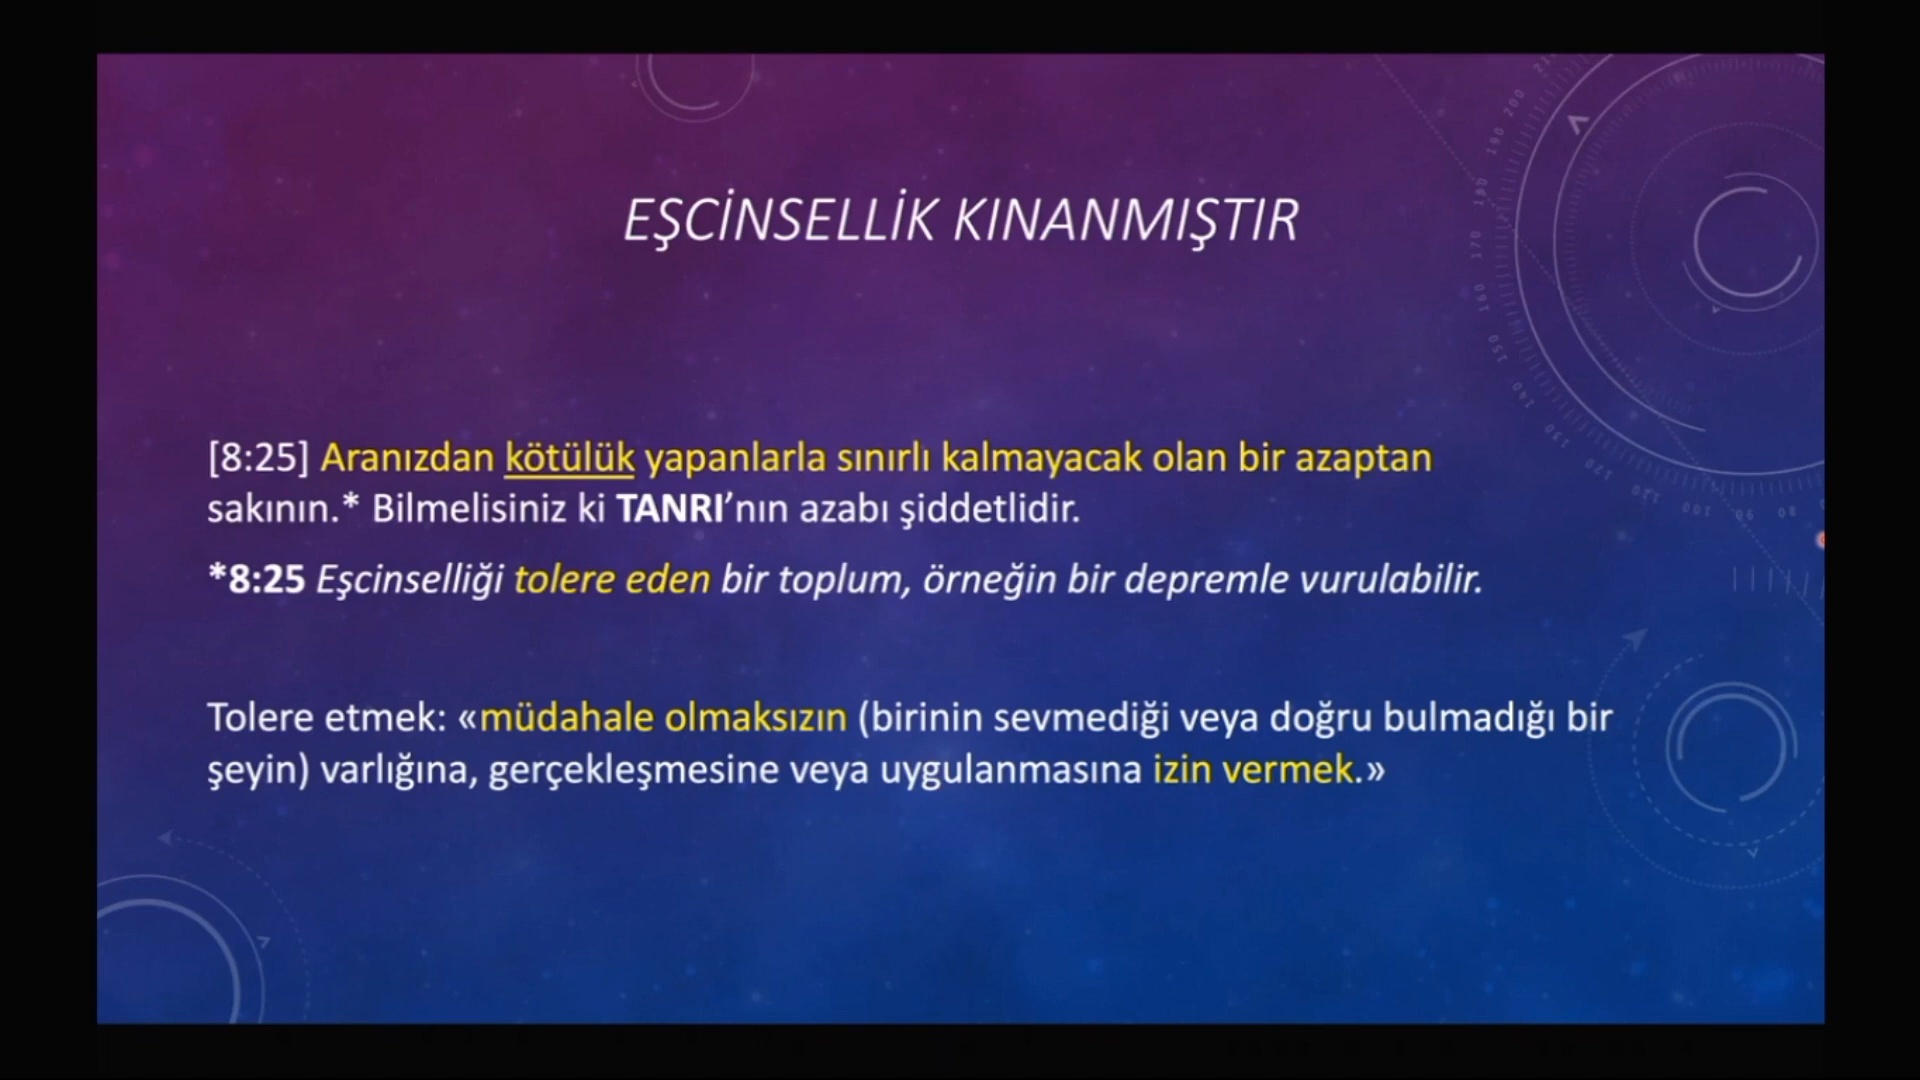 EŞCİNSELLİK KINANMIŞTIR
[8:25] Aranızdan kötülük yapanlarla sınırlı kalmayacak olan bir azaptan
sakının.* Bilmelisiniz ki TANRI’nın azabı şiddetlidir.
*8:25 Eşcinselliği tolere eden bir toplum, örneğin bir depremle vurulabilir.
Tolere etmek: «müdahale olmaksızın (birinin sevmediği veya doğru bulmadığı bir
şeyin) varlığına, gerçekleşmesine veya uygulanmasına izin vermek.»